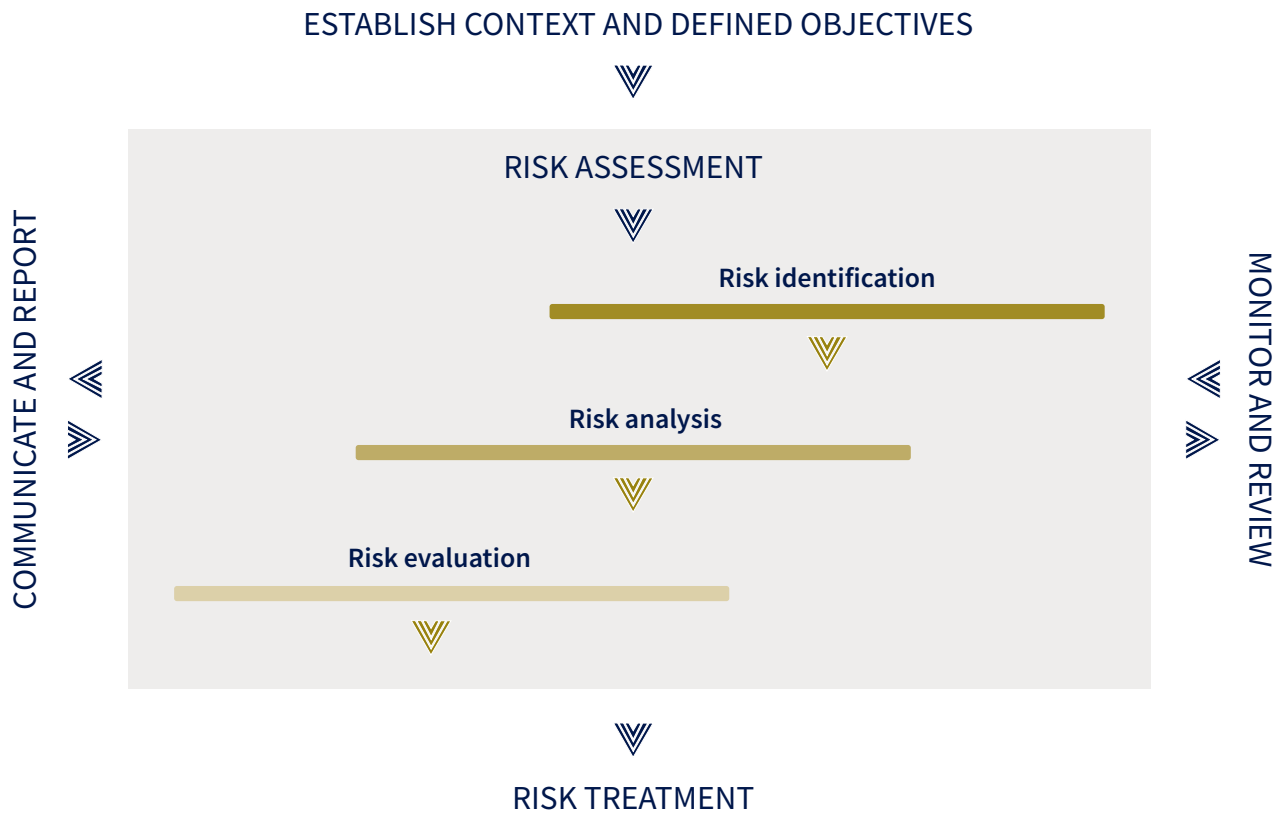 ESTABLISH CONTEXT AND DEFINED OBJECTIVES
RISK ASSESSMENT
Risk identification
COMMUNICATE AND REPORT
MONITOR AND REVIEW
Risk analysis
Risk evaluation
RISK TREATMENT